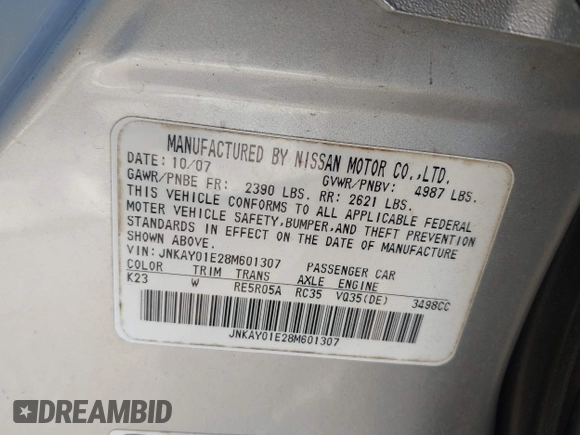 MANUFACTURED BY NISSAN MOTOR CO.,LTD.
DATE: 10/07 GVWR/PNBV: 4987 LBS.
GAWR/PNBE FR: 2390 LBS. RR: 2621 LBS.
THIS VEHICLE CONFORMS TO ALL APPLICABLE FEDERAL
MOTOR VEHICLE SAFETY,BUMPER,AND THEFT PREVENTION
STANDARDS IN EFFECT ON THE DATE OF MANUFACTURE
SHOWN ABOVE.
VIN: JNKAY01E28M601307 PASSENGER CAR
COLOR TRIM TRANS AXLE ENGINE
K23 W RE5R05A RC35 VQ35(DE) 3498CC
JNKAY01E28M601307
DREAMBID